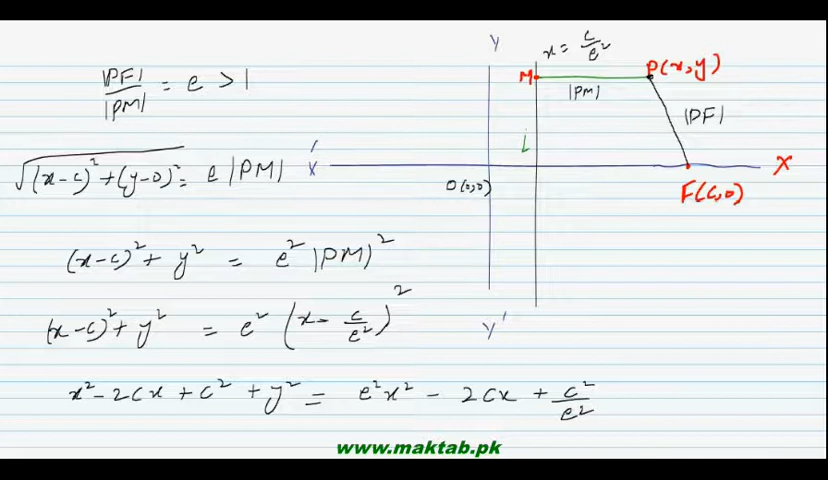 |PF| / |PM| = e > 1
√(x-c)² + (y-0)² = e |PM|
(x-c)² + y² = e² |PM|²
(x-c)² + y² = e² (x - c/e²)²
x² - 2cx + c² + y² = e²x² - 2cx + c²/e²
Y
x = c/e²
M
P(x,y)
|PM|
|PF|
L
X'
X
O(0,0)
F(c,0)
Y'
www.maktab.pk